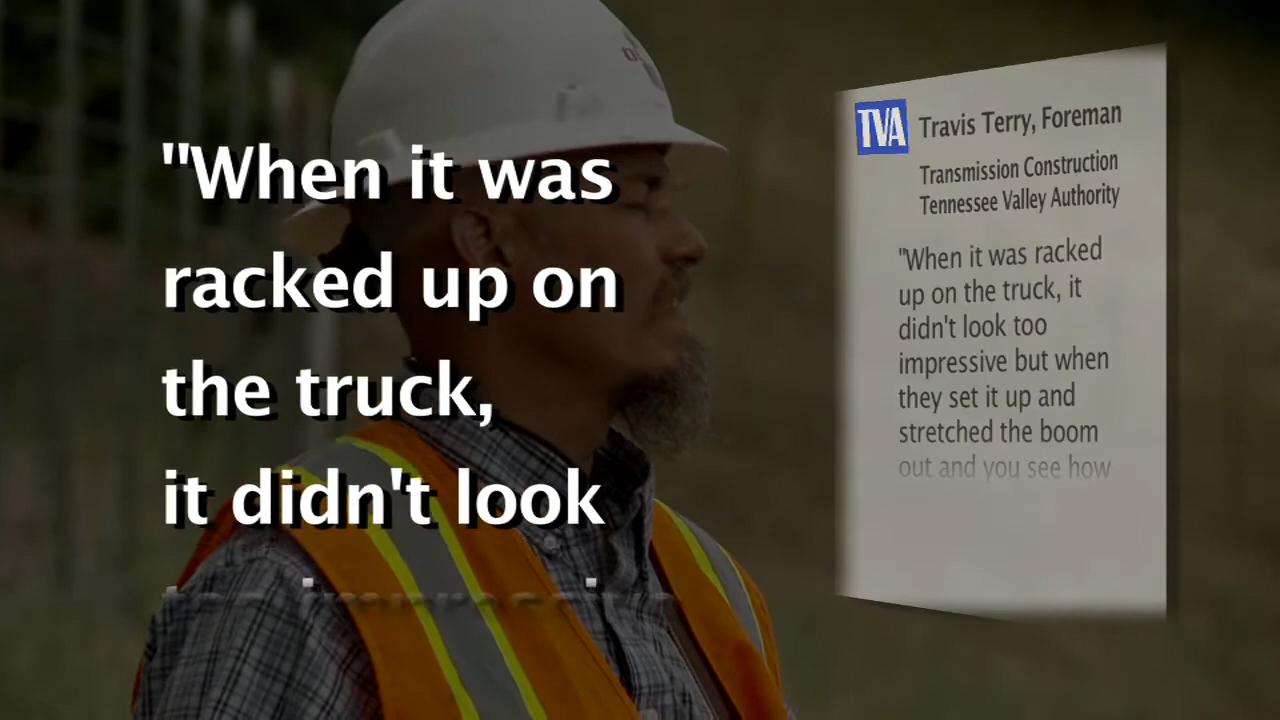 "When it was
racked up on
the truck,
it didn't look
too impressive
TVA
Travis Terry, Foreman
Transmission Construction
Tennessee Valley Authority
"When it was racked
up on the truck, it
didn't look too
impressive but when
they set it up and
stretched the boom
out and you see how